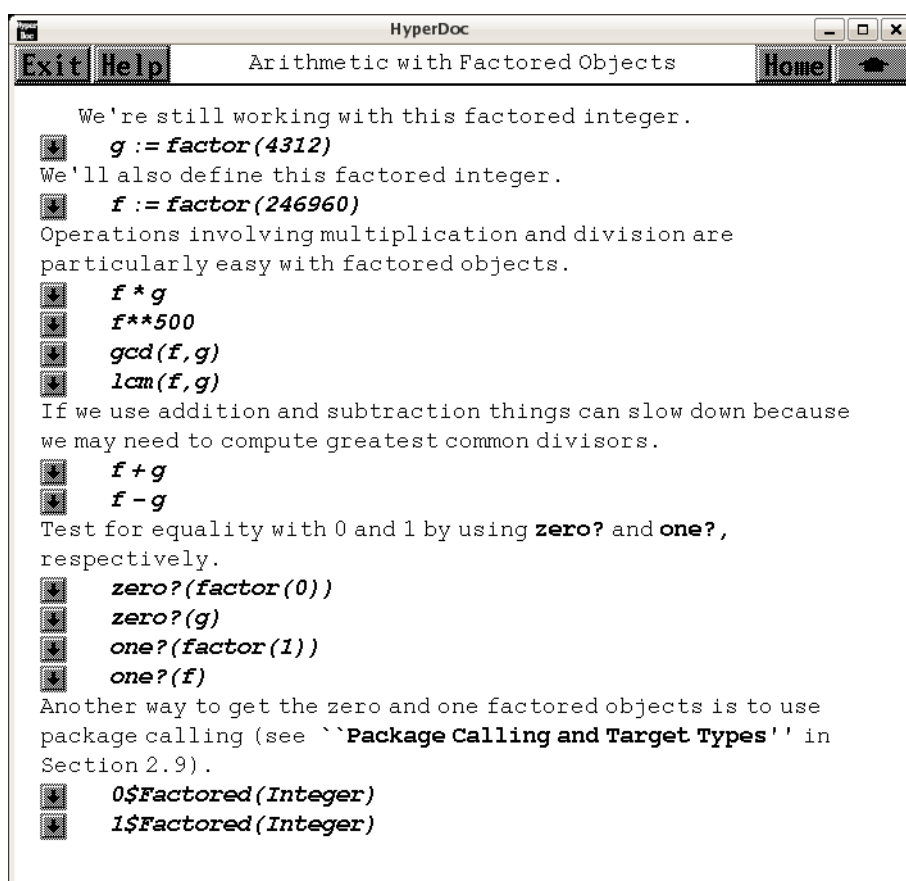 Hyper Doc
HyperDoc
Exit Help Arithmetic with Factored Objects Home
We're still working with this factored integer.
g := factor(4312)
We'll also define this factored integer.
f := factor(246960)
Operations involving multiplication and division are
particularly easy with factored objects.
f * g
f**500
gcd(f,g)
lcm(f,g)
If we use addition and subtraction things can slow down because
we may need to compute greatest common divisors.
f + g
f - g
Test for equality with 0 and 1 by using zero? and one?,
respectively.
zero?(factor(0))
zero?(g)
one?(factor(1))
one?(f)
Another way to get the zero and one factored objects is to use
package calling (see ``Package Calling and Target Types'' in
Section 2.9).
0$Factored(Integer)
1$Factored(Integer)